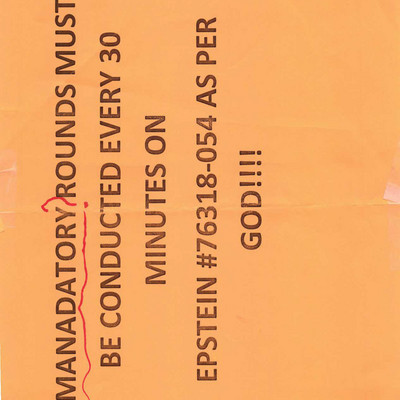 MANADATORY ROUNDS MUST
BE CONDUCTED EVERY 30
MINUTES ON
EPSTEIN #76318-054 AS PER
GOD!!!!